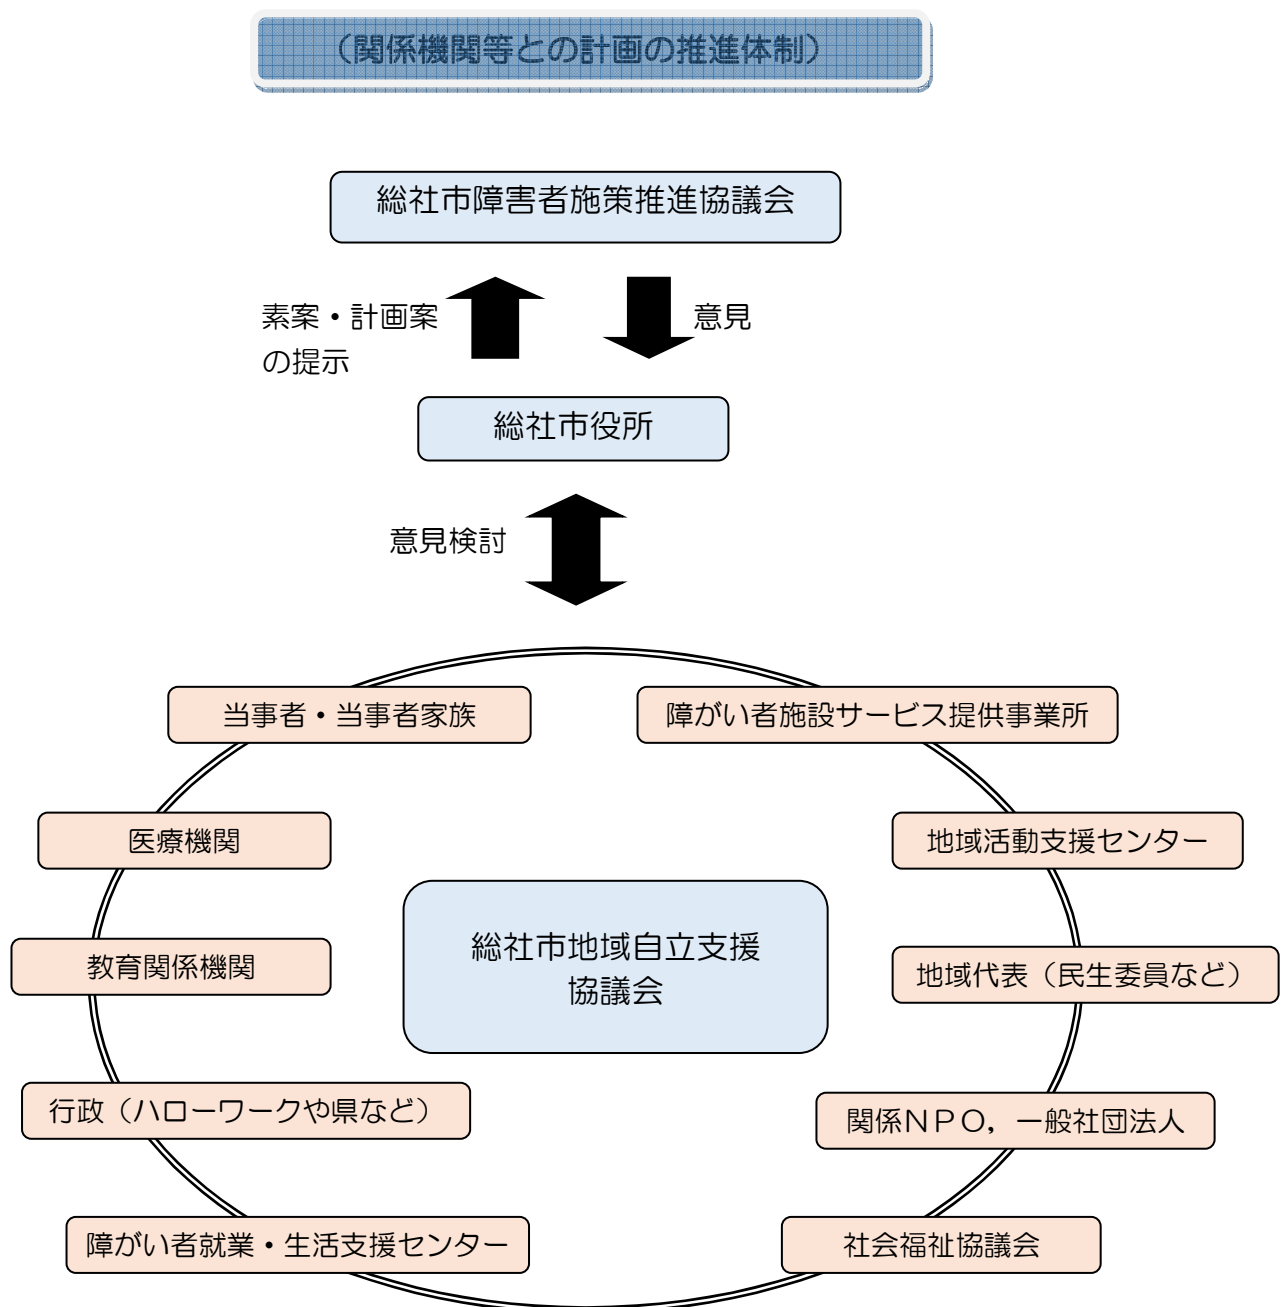 （関係機関等との計画の推進体制）
総社市障害者施策推進協議会
素案・計画案
の提示
意見
総社市役所
意見検討
当事者・当事者家族
障がい者施設サービス提供事業所
医療機関
地域活動支援センター
教育関係機関
総社市地域自立支援
協議会
地域代表（民生委員など）
行政（ハローワークや県など）
関係ＮＰＯ，一般社団法人
障がい者就業・生活支援センター
社会福祉協議会